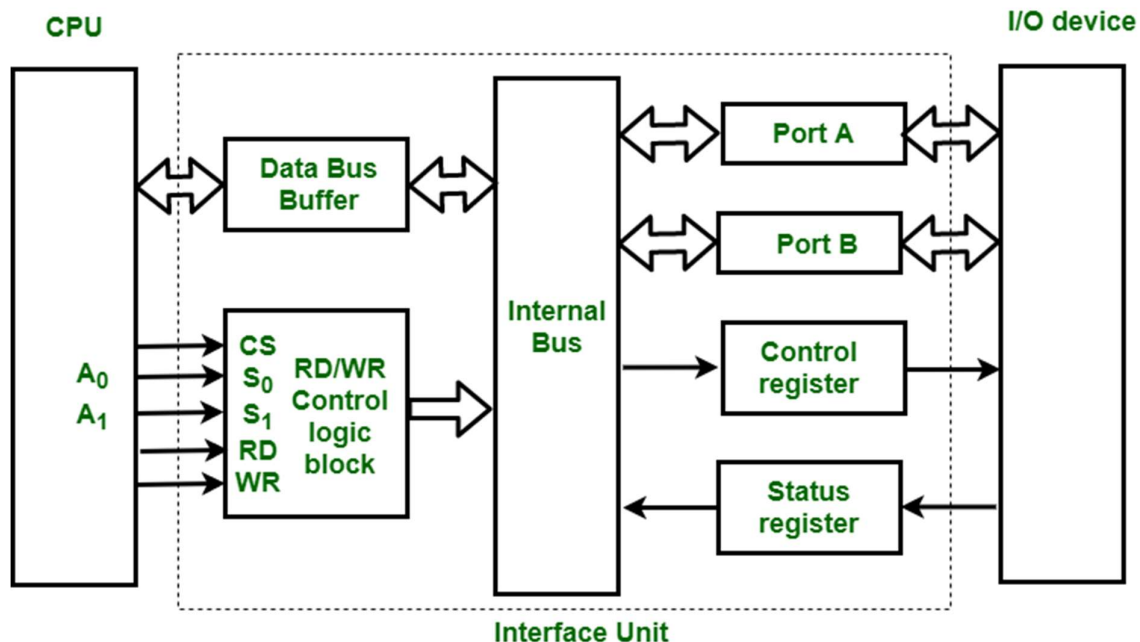 CPU
I/O device
Data Bus
Buffer
Port A
Port B
Internal
Bus
A₀
A₁
CS
S₀
S₁
RD
WR
RD/WR
Control
logic
block
Control
register
Status
register
Interface Unit